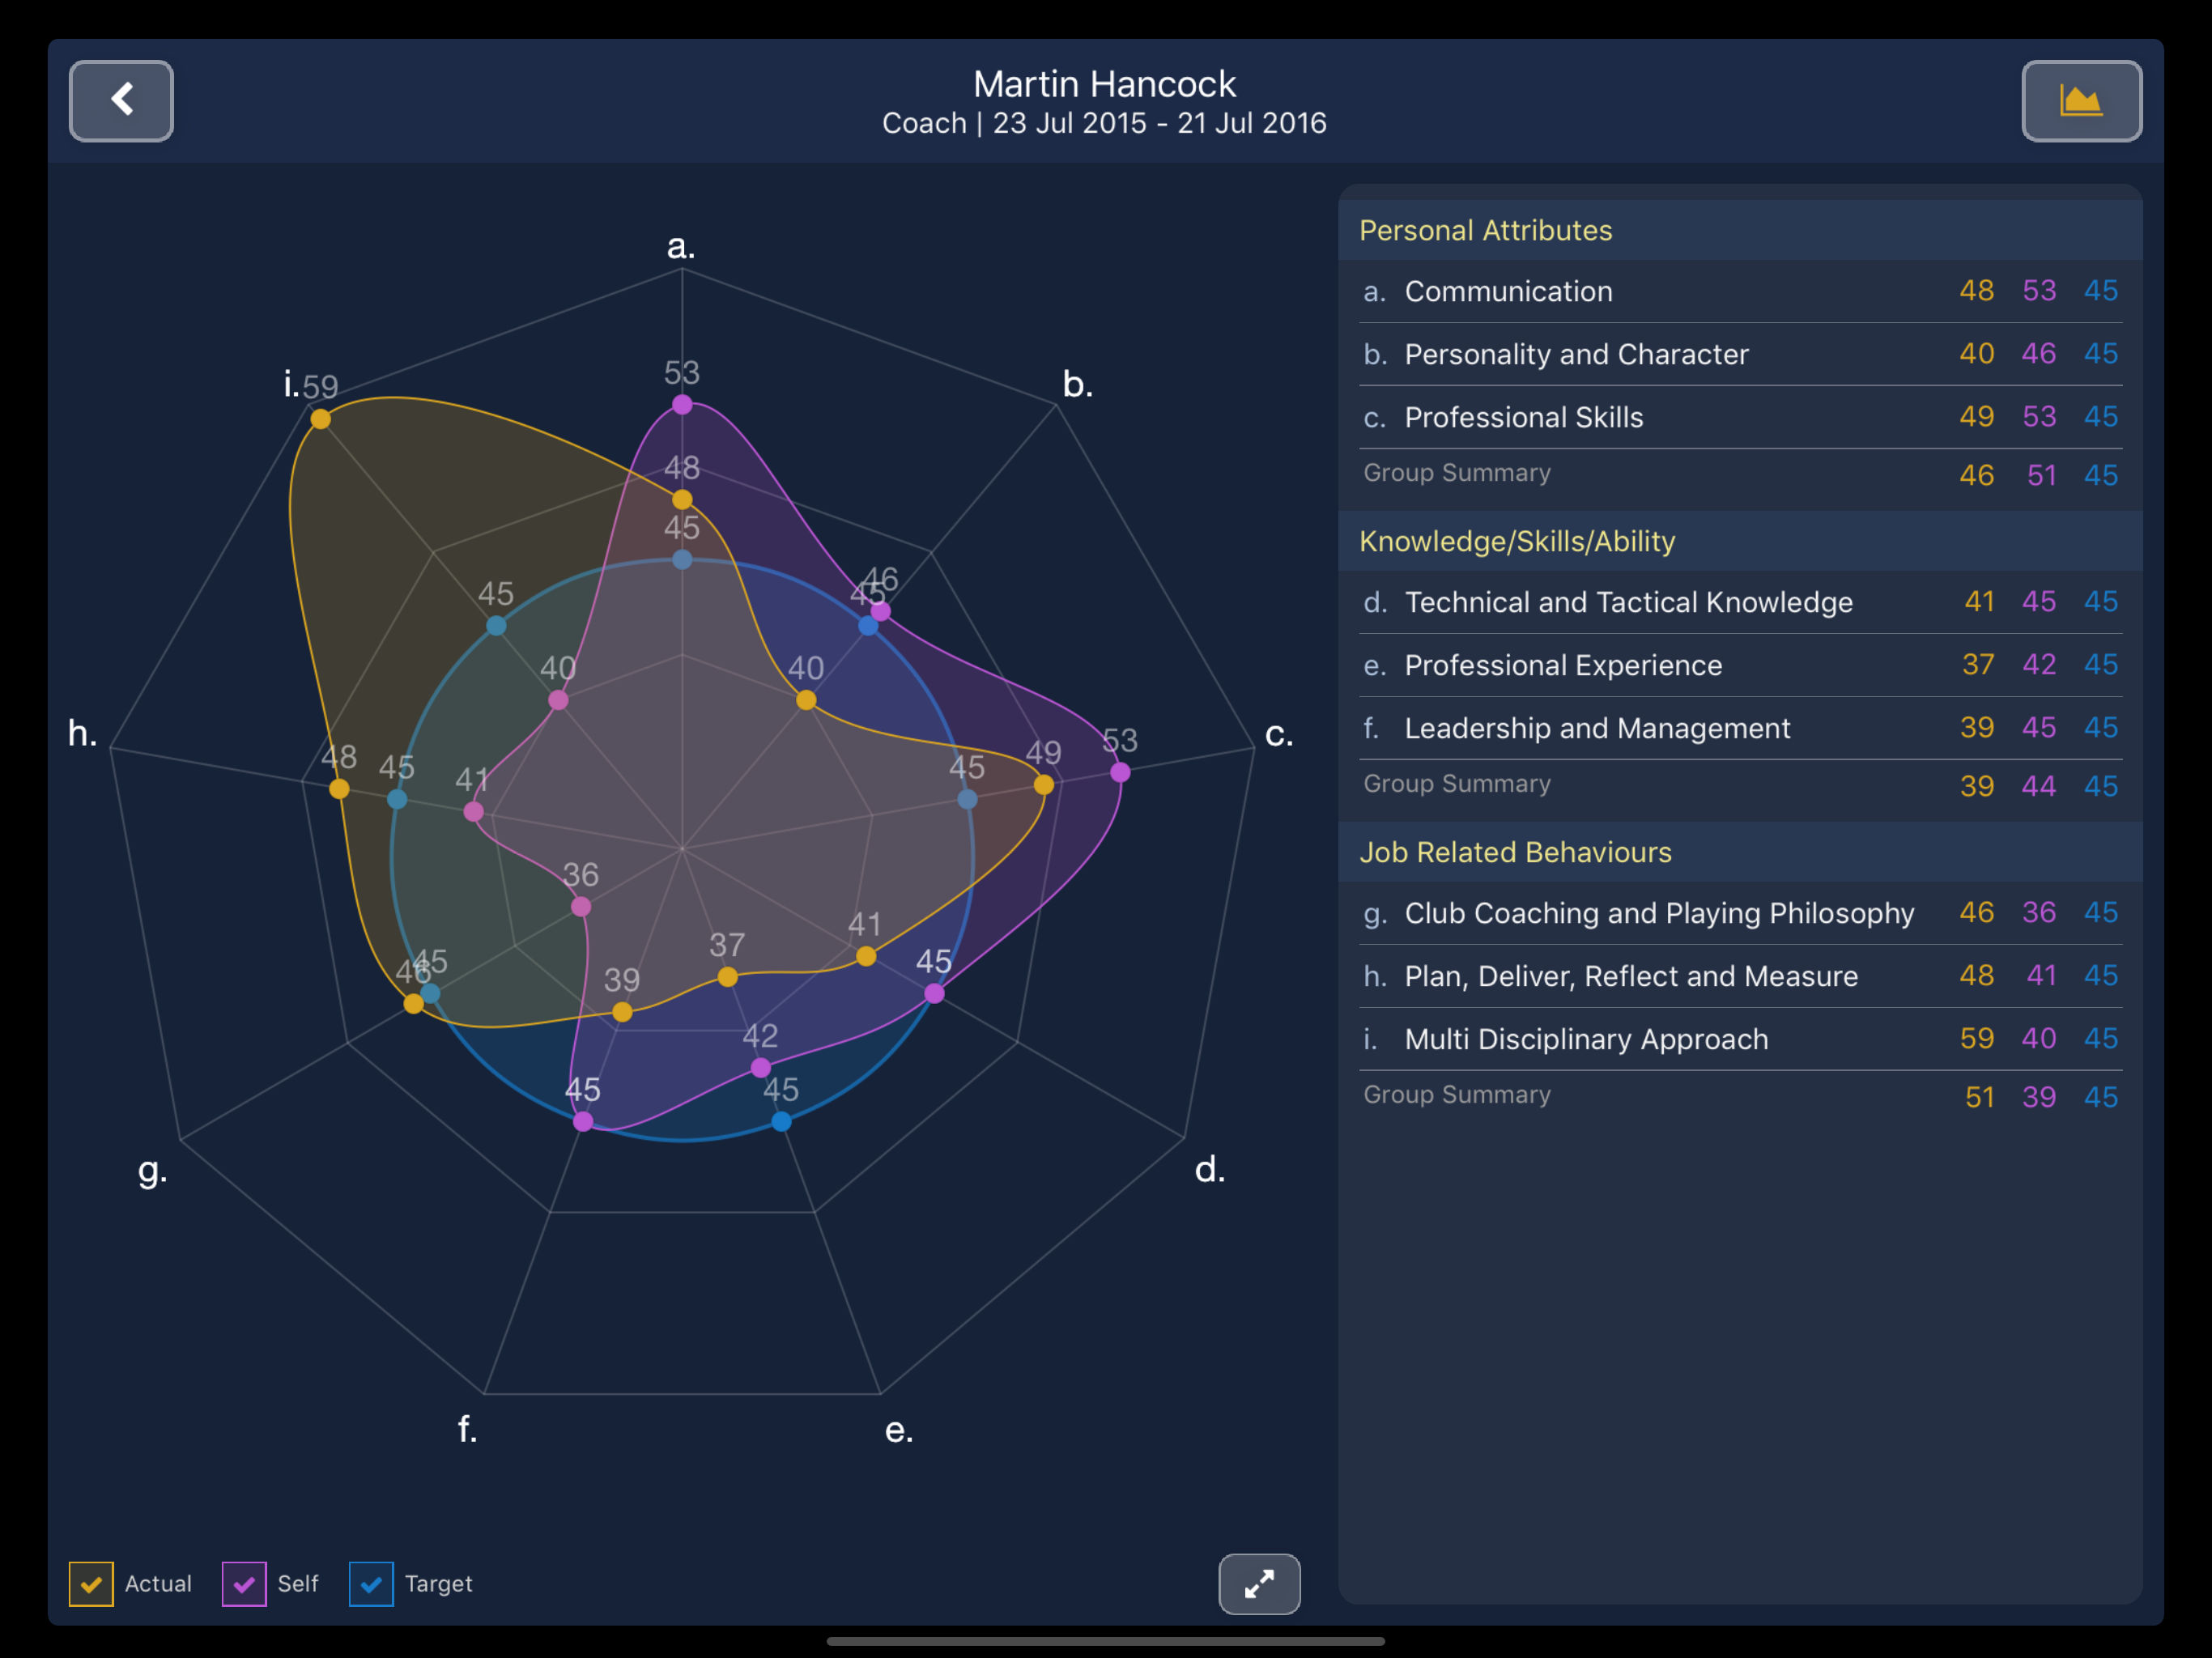 Martin Hancock
Coach | 23 Jul 2015 - 21 Jul 2016
a.
53
48
45
b.
46
45
40
c.
53
49
45
d.
41
45
e.
37
42
45
f.
39
45
g.
36
45
46
h.
48
45
41
i.
59
45
40
Actual
Self
Target
Personal Attributes
a. Communication 48 53 45
b. Personality and Character 40 46 45
c. Professional Skills 49 53 45
Group Summary 46 51 45
Knowledge/Skills/Ability
d. Technical and Tactical Knowledge 41 45 45
e. Professional Experience 37 42 45
f. Leadership and Management 39 45 45
Group Summary 39 44 45
Job Related Behaviours
g. Club Coaching and Playing Philosophy 46 36 45
h. Plan, Deliver, Reflect and Measure 48 41 45
i. Multi Disciplinary Approach 59 40 45
Group Summary 51 39 45